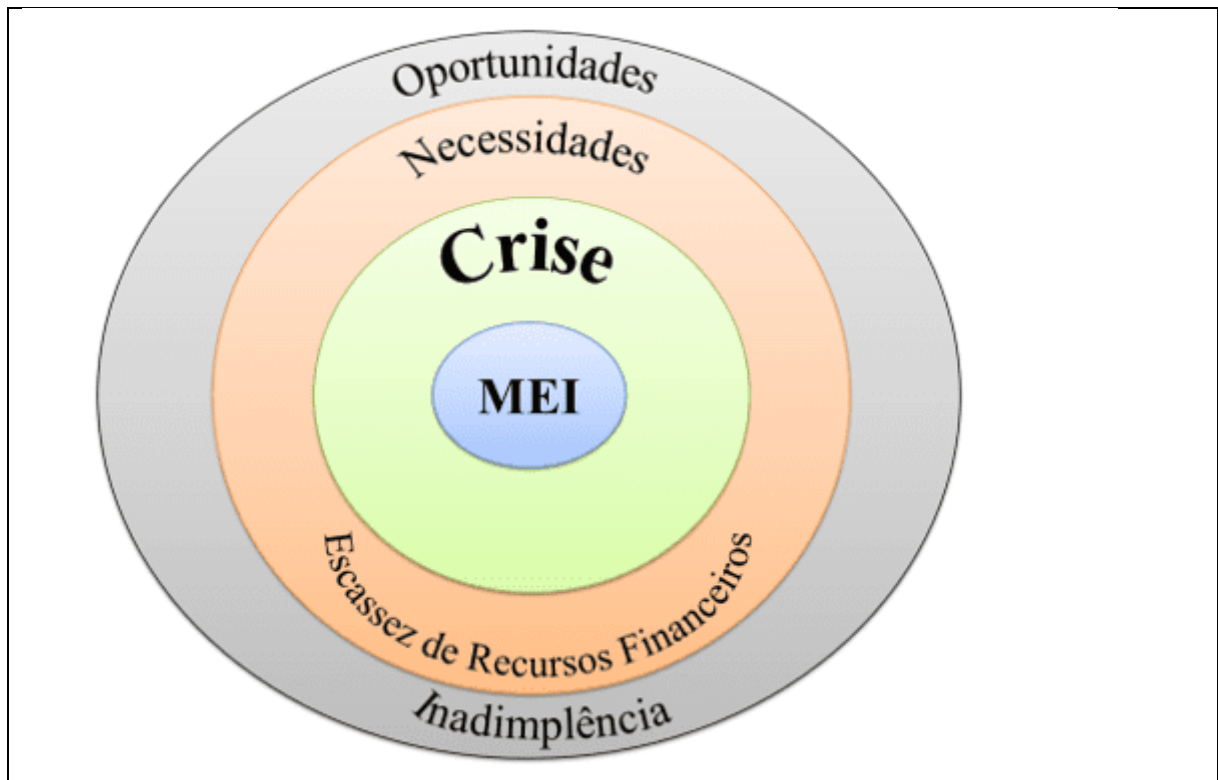 Oportunidades
Necessidades
Crise
MEI
Escassez de Recursos Financeiros
Inadimplência